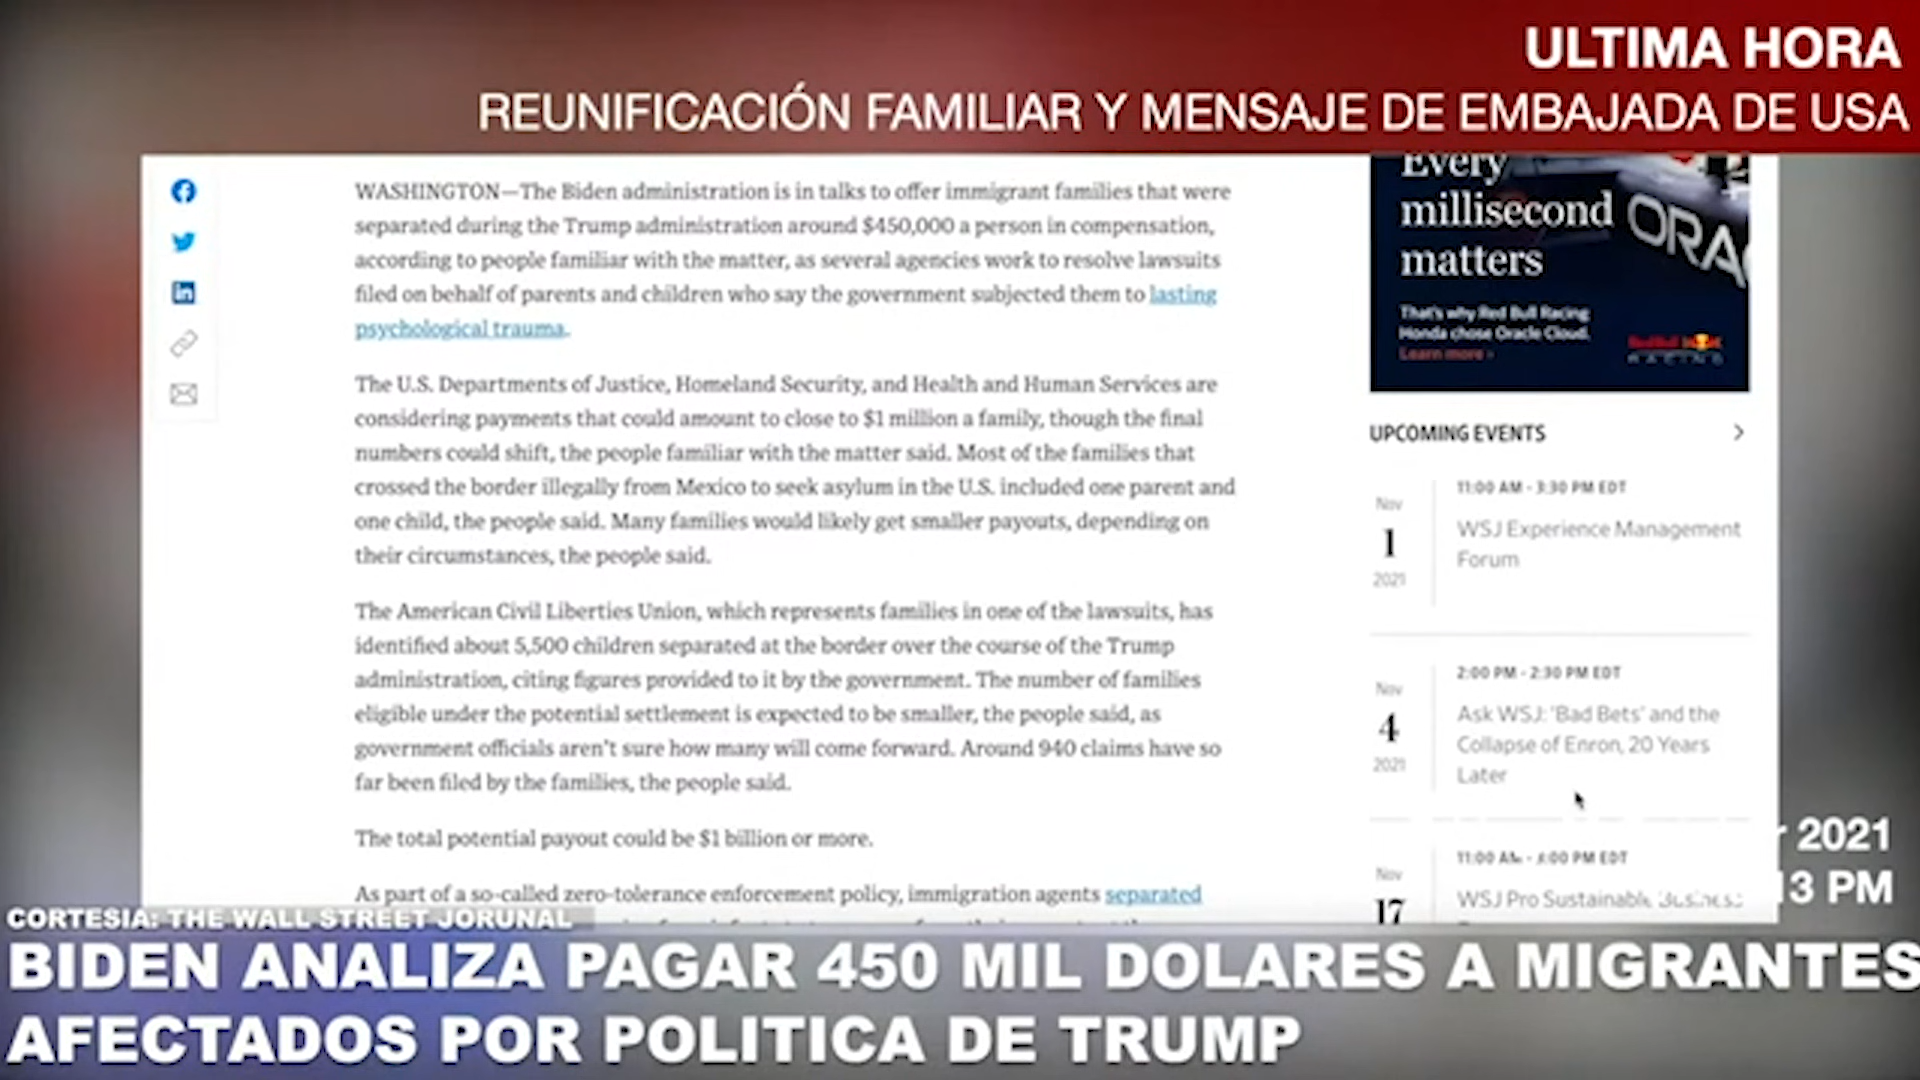 ULTIMA HORA
REUNIFICACIÓN FAMILIAR Y MENSAJE DE EMBAJADA DE USA
WASHINGTON—The Biden administration is in talks to offer immigrant families that were
separated during the Trump administration around $450,000 a person in compensation,
according to people familiar with the matter, as several agencies work to resolve lawsuits
filed on behalf of parents and children who say the government subjected them to lasting
psychological trauma.
The U.S. Departments of Justice, Homeland Security, and Health and Human Services are
considering payments that could amount to close to $1 million a family, though the final
numbers could shift, the people familiar with the matter said. Most of the families that
crossed the border illegally from Mexico to seek asylum in the U.S. included one parent and
one child, the people said. Many families would likely get smaller payouts, depending on
their circumstances, the people said.
The American Civil Liberties Union, which represents families in one of the lawsuits, has
identified about 5,500 children separated at the border over the course of the Trump
administration, citing figures provided to it by the government. The number of families
eligible under the potential settlement is expected to be smaller, the people said, as
government officials aren't sure how many will come forward. Around 940 claims have so
far been filed by the families, the people said.
The total potential payout could be $1 billion or more.
As part of a so-called zero-tolerance enforcement policy, immigration agents separated
Every
millisecond
matters
ORA
That's why Red Bull Racing
Honda chose Oracle Cloud.
Learn more ›
Red Bull
RACING
UPCOMING EVENTS
Nov
1
2021
11:00 AM - 3:30 PM EDT
WSJ Experience Management
Forum
Nov
4
2021
2:00 PM - 2:30 PM EDT
Ask WSJ: 'Bad Bets' and the
Collapse of Enron, 20 Years
Later
Nov
17
11:00 AM - :00 PM EDT
WSJ Pro Sustainable Business
r 2021
13 PM
CORTESIA: THE WALL STREET JORUNAL
BIDEN ANALIZA PAGAR 450 MIL DOLARES A MIGRANTES
AFECTADOS POR POLITICA DE TRUMP